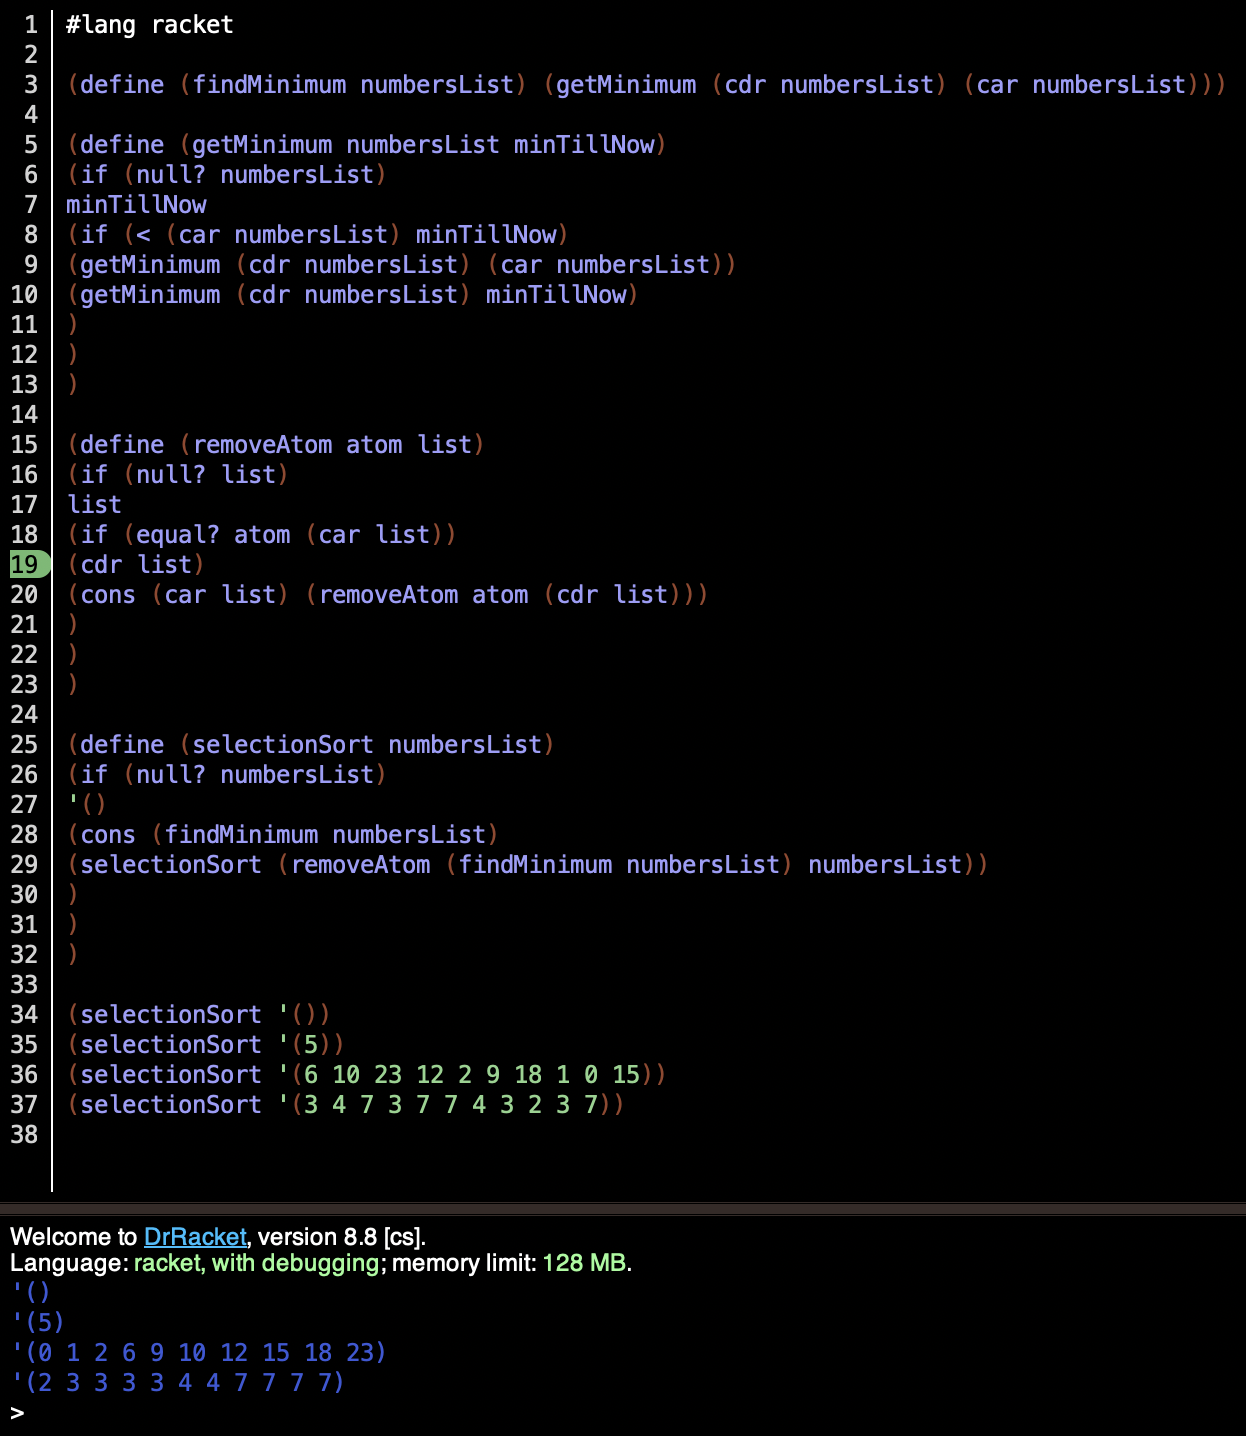 1 #lang racket
2
3 (define (findMinimum numbersList) (getMinimum (cdr numbersList) (car numbersList)))
4
5 (define (getMinimum numbersList minTillNow)
6 (if (null? numbersList)
7 minTillNow
8 (if (< (car numbersList) minTillNow)
9 (getMinimum (cdr numbersList) (car numbersList))
10 (getMinimum (cdr numbersList) minTillNow)
11 )
12 )
13 )
14
15 (define (removeAtom atom list)
16 (if (null? list)
17 list
18 (if (equal? atom (car list))
19 (cdr list)
20 (cons (car list) (removeAtom atom (cdr list)))
21 )
22 )
23 )
24
25 (define (selectionSort numbersList)
26 (if (null? numbersList)
27 '()
28 (cons (findMinimum numbersList)
29 (selectionSort (removeAtom (findMinimum numbersList) numbersList))
30 )
31 )
32 )
33
34 (selectionSort '())
35 (selectionSort '(5))
36 (selectionSort '(6 10 23 12 2 9 18 1 0 15))
37 (selectionSort '(3 4 7 3 7 7 4 3 2 3 7))
38
Welcome to DrRacket, version 8.8 [cs].
Language: racket, with debugging; memory limit: 128 MB.
'()
'(5)
'(0 1 2 6 9 10 12 15 18 23)
'(2 3 3 3 3 4 4 7 7 7 7)
>